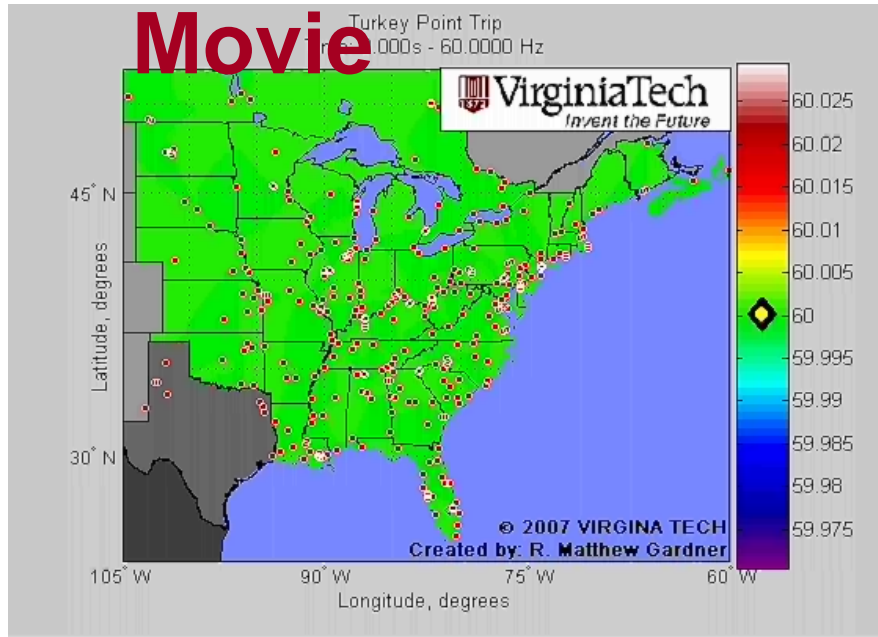 Movie
Turkey Point Trip
.000s - 60.0000 Hz
1872
VirginiaTech
Invent the Future
60.025
60.02
60.015
60.01
60.005
60
59.995
59.99
59.985
59.98
59.975
45° N
30° N
Latitude, degrees
© 2007 VIRGINA TECH
Created by: R. Matthew Gardner
105° W
90° W
75° W
60° W
Longitude, degrees